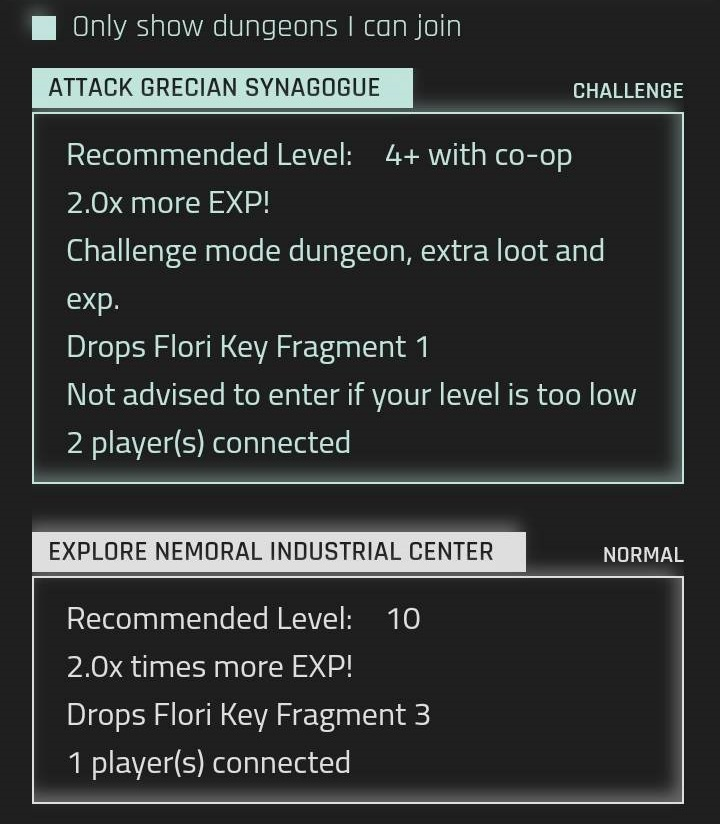 Only show dungeons I can join
ATTACK GRECIAN SYNAGOGUE
CHALLENGE
Recommended Level: 4+ with co-op
2.0x more EXP!
Challenge mode dungeon, extra loot and
exp.
Drops Flori Key Fragment 1
Not advised to enter if your level is too low
2 player(s) connected
EXPLORE NEMORAL INDUSTRIAL CENTER
NORMAL
Recommended Level: 10
2.0x times more EXP!
Drops Flori Key Fragment 3
1 player(s) connected